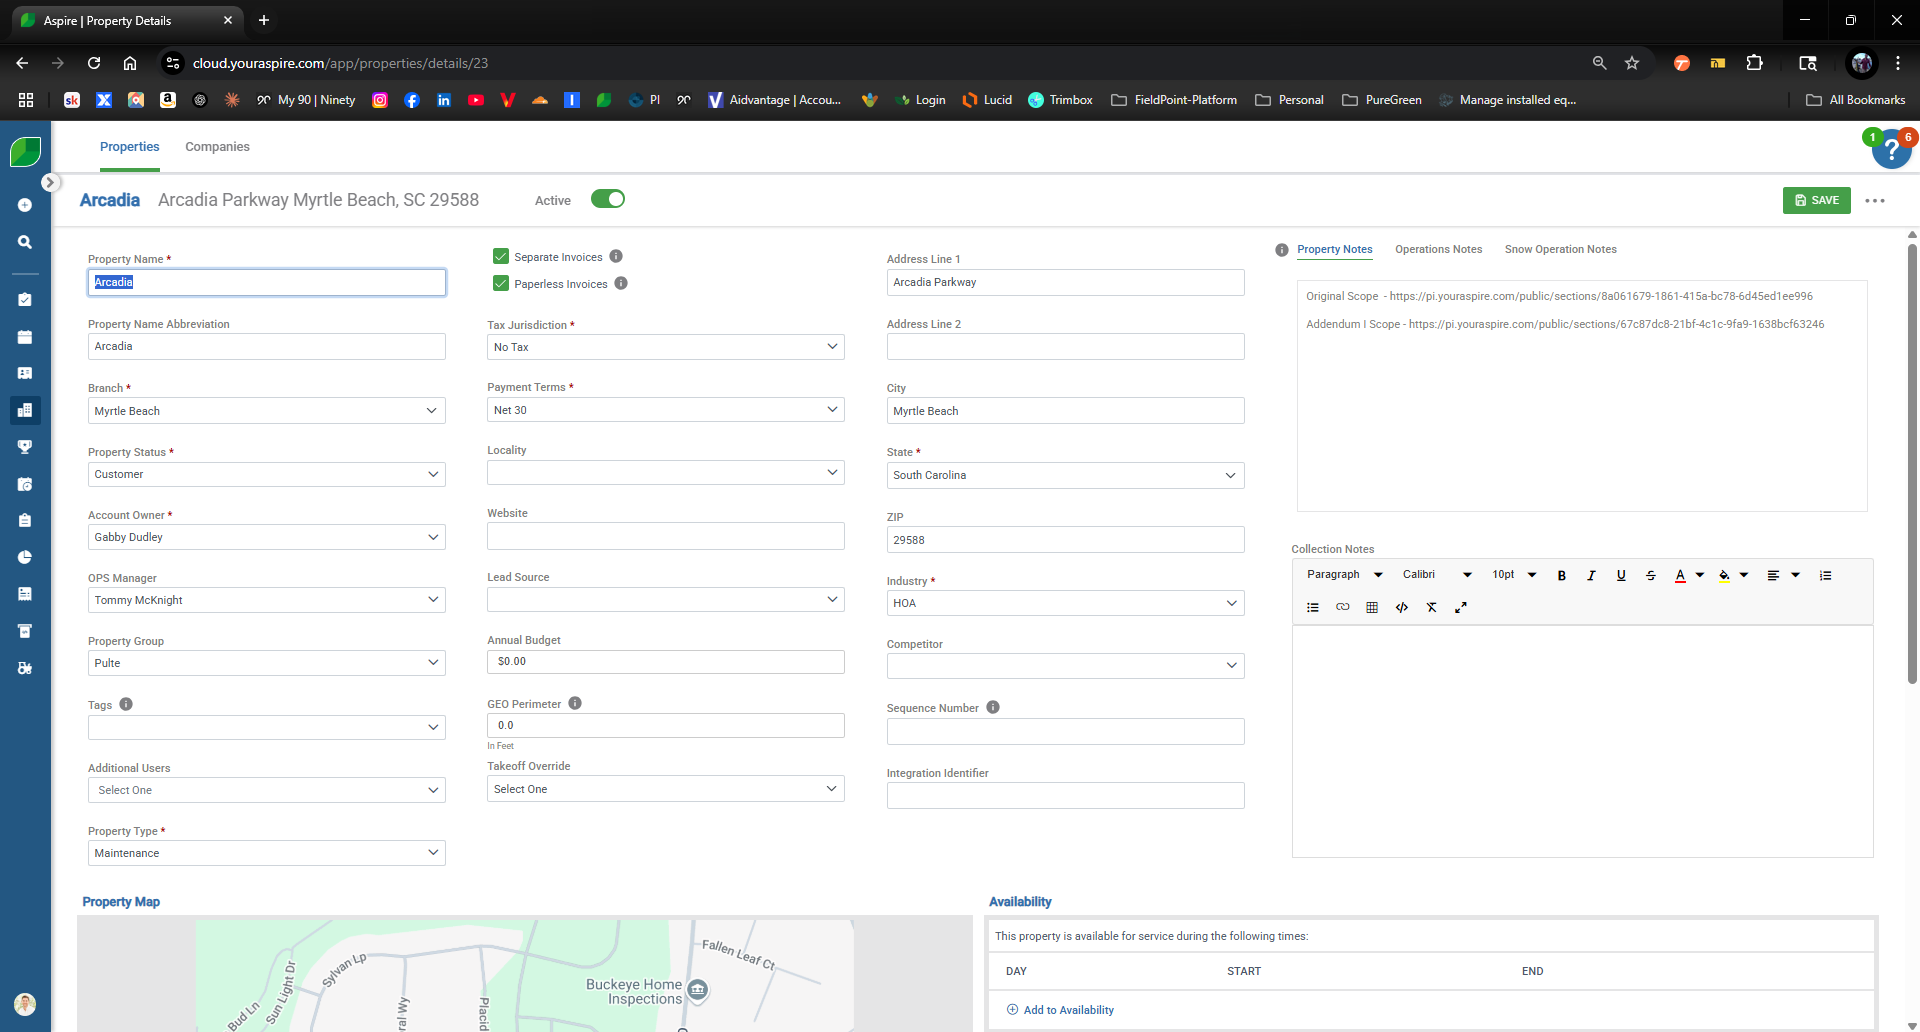 Aspire | Property Details
cloud.youraspire.com/app/properties/details/23
sk
My 90 | Ninety
PI
Aidvantage | Accou...
Login
Lucid
Trimbox
FieldPoint-Platform
Personal
PureGreen
Manage installed eq...
All Bookmarks
Properties
Companies
1
6
?
Arcadia
Arcadia Parkway Myrtle Beach, SC 29588
Active
SAVE
Property Name *
Arcadia
Property Name Abbreviation
Arcadia
Branch *
Myrtle Beach
Property Status *
Customer
Account Owner *
Gabby Dudley
OPS Manager
Tommy McKnight
Property Group
Pulte
Tags
Additional Users
Select One
Property Type *
Maintenance
Separate Invoices
Paperless Invoices
Tax Jurisdiction *
No Tax
Payment Terms *
Net 30
Locality
Website
Lead Source
Annual Budget
$0.00
GEO Perimeter
0.0
In Feet
Takeoff Override
Select One
Address Line 1
Arcadia Parkway
Address Line 2
City
Myrtle Beach
State *
South Carolina
ZIP
29588
Industry *
HOA
Competitor
Sequence Number
Integration Identifier
Property Notes
Operations Notes
Snow Operation Notes
Original Scope - https://pi.youraspire.com/public/sections/8a061679-1861-415a-bc78-6d45ed1ee996
Addendum I Scope - https://pi.youraspire.com/public/sections/67c87dc8-21bf-4c1c-9fa9-1638bcf63246
Collection Notes
Paragraph
Calibri
10pt
B
I
U
S
A
Property Map
Sylvan Lp
Sun Light Dr
Bud Ln
ral Wy
Placid
Buckeye Home
Inspections
Fallen Leaf Ct
Availability
This property is available for service during the following times:
DAY
START
END
Add to Availability